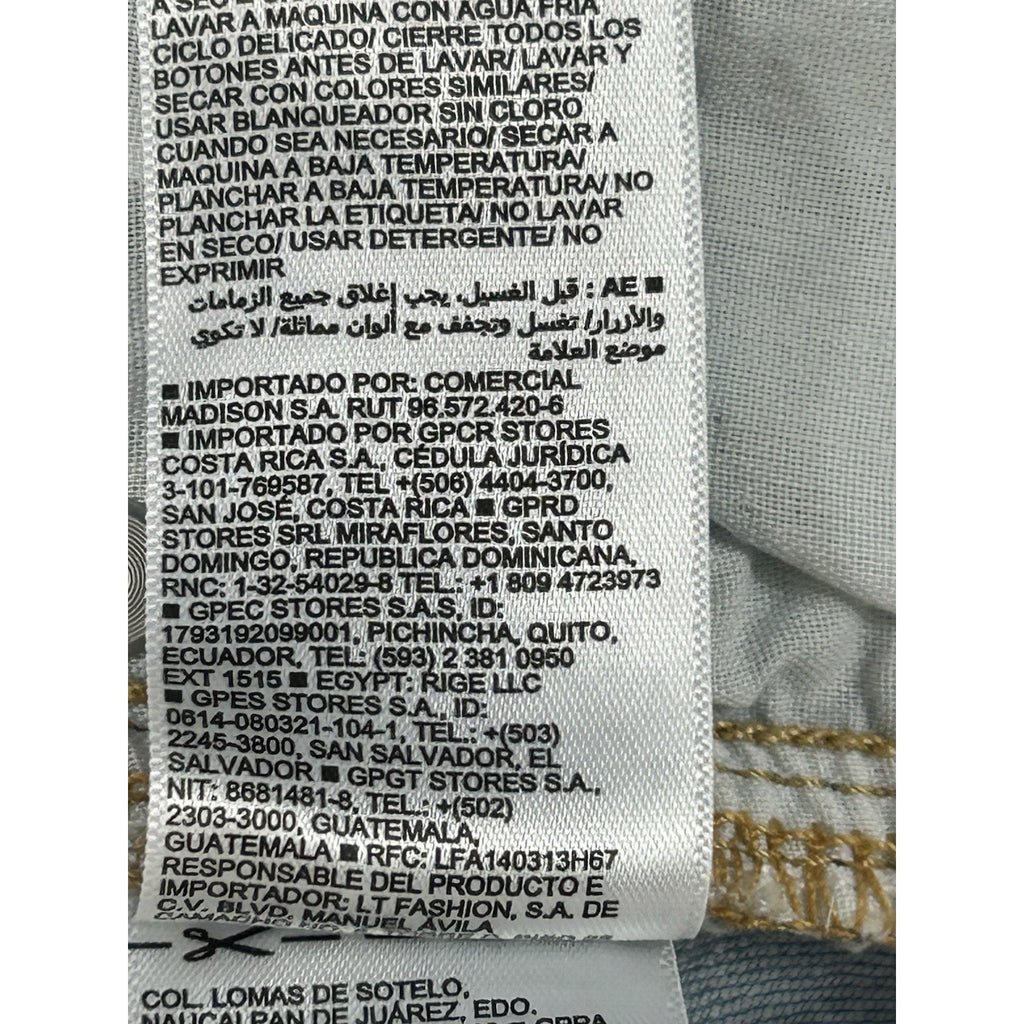 A SEC
LAVAR A MAQUINA CON AGUA FRIA
CICLO DELICADO/ CIERRE TODOS LOS
BOTONES ANTES DE LAVAR/ LAVAR Y
SECAR CON COLORES SIMILARES/
USAR BLANQUEADOR SIN CLORO
CUANDO SEA NECESARIO/ SECAR A
MAQUINA A BAJA TEMPERATURA/
PLANCHAR A BAJA TEMPERATURA/ NO
PLANCHAR LA ETIQUETA/ NO LAVAR
EN SECO/ USAR DETERGENTE/ NO
EXPRIMIR
■ AE : قبل الغسيل، يجب إغلاق جميع الزمامات
والأزرار/ تغسل وتجفف مع ألوان مماثلة/ لا تكوي
موضع العلامة
■ IMPORTADO POR: COMERCIAL
MADISON S.A. RUT 96.572.420-6
■ IMPORTADO POR GPCR STORES
COSTA RICA S.A., CÉDULA JURÍDICA
3-101-769587, TEL +(506) 4404-3700,
SAN JOSÉ, COSTA RICA ■ GPRD
STORES SRL MIRAFLORES, SANTO
DOMINGO, REPUBLICA DOMINICANA,
RNC: 1-32-54029-8 TEL.: +1 809 4723973
■ GPEC STORES S.A.S, ID:
1793192099001, PICHINCHA, QUITO,
ECUADOR, TEL: (593) 2 381 0950
EXT 1515 ■ EGYPT: RIGE LLC
■ GPES STORES S.A., ID:
0614-080321-104-1, TEL.: +(503)
2245-3800, SAN SALVADOR, EL
SALVADOR ■ GPGT STORES S.A.,
NIT: 8681481-8, TEL.: +(502)
2303-3000, GUATEMALA,
GUATEMALA ■ RFC: LFA140313H67
RESPONSABLE DEL PRODUCTO E
IMPORTADOR: LT FASHION, S.A. DE
C.V. BLVD. MANUEL ÁVILA
CAMACHO
COL. LOMAS DE SOTELO,
NAUCALPAN DE JUÁREZ, EDO.